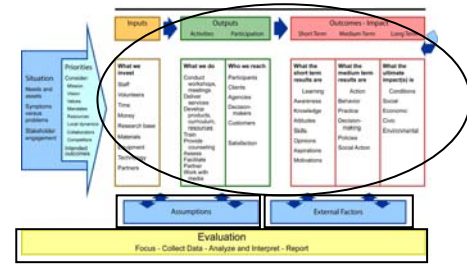 Inputs
Outputs
Activities Participation
Outcomes - Impact
Short Term Medium Term Long Term
Situation
Needs and assets
Symptoms versus problems
Stakeholder engagement
Priorities
Consider:
Mission
Vision
Values
Mandates
Resources
Local dynamics
Collaborators
Competitors
Intended outcomes
What we invest
Staff
Volunteers
Time
Money
Research base
Materials
Equipment
Technology
Partners
What we do
Conduct workshops, meetings
Deliver services
Develop products, curriculum, resources
Train
Provide counseling
Assess
Facilitate
Partner
Work with media
Who we reach
Participants
Clients
Agencies
Decision-makers
Customers
Satisfaction
What the short term results are
Learning
Awareness
Knowledge
Attitudes
Skills
Opinions
Aspirations
Motivations
What the medium term results are
Action
Behavior
Practice
Decision-making
Policies
Social Action
What the ultimate impact(s) is
Conditions
Social
Economic
Civic
Environmental
Assumptions
External Factors
Evaluation
Focus - Collect Data - Analyze and Interpret - Report